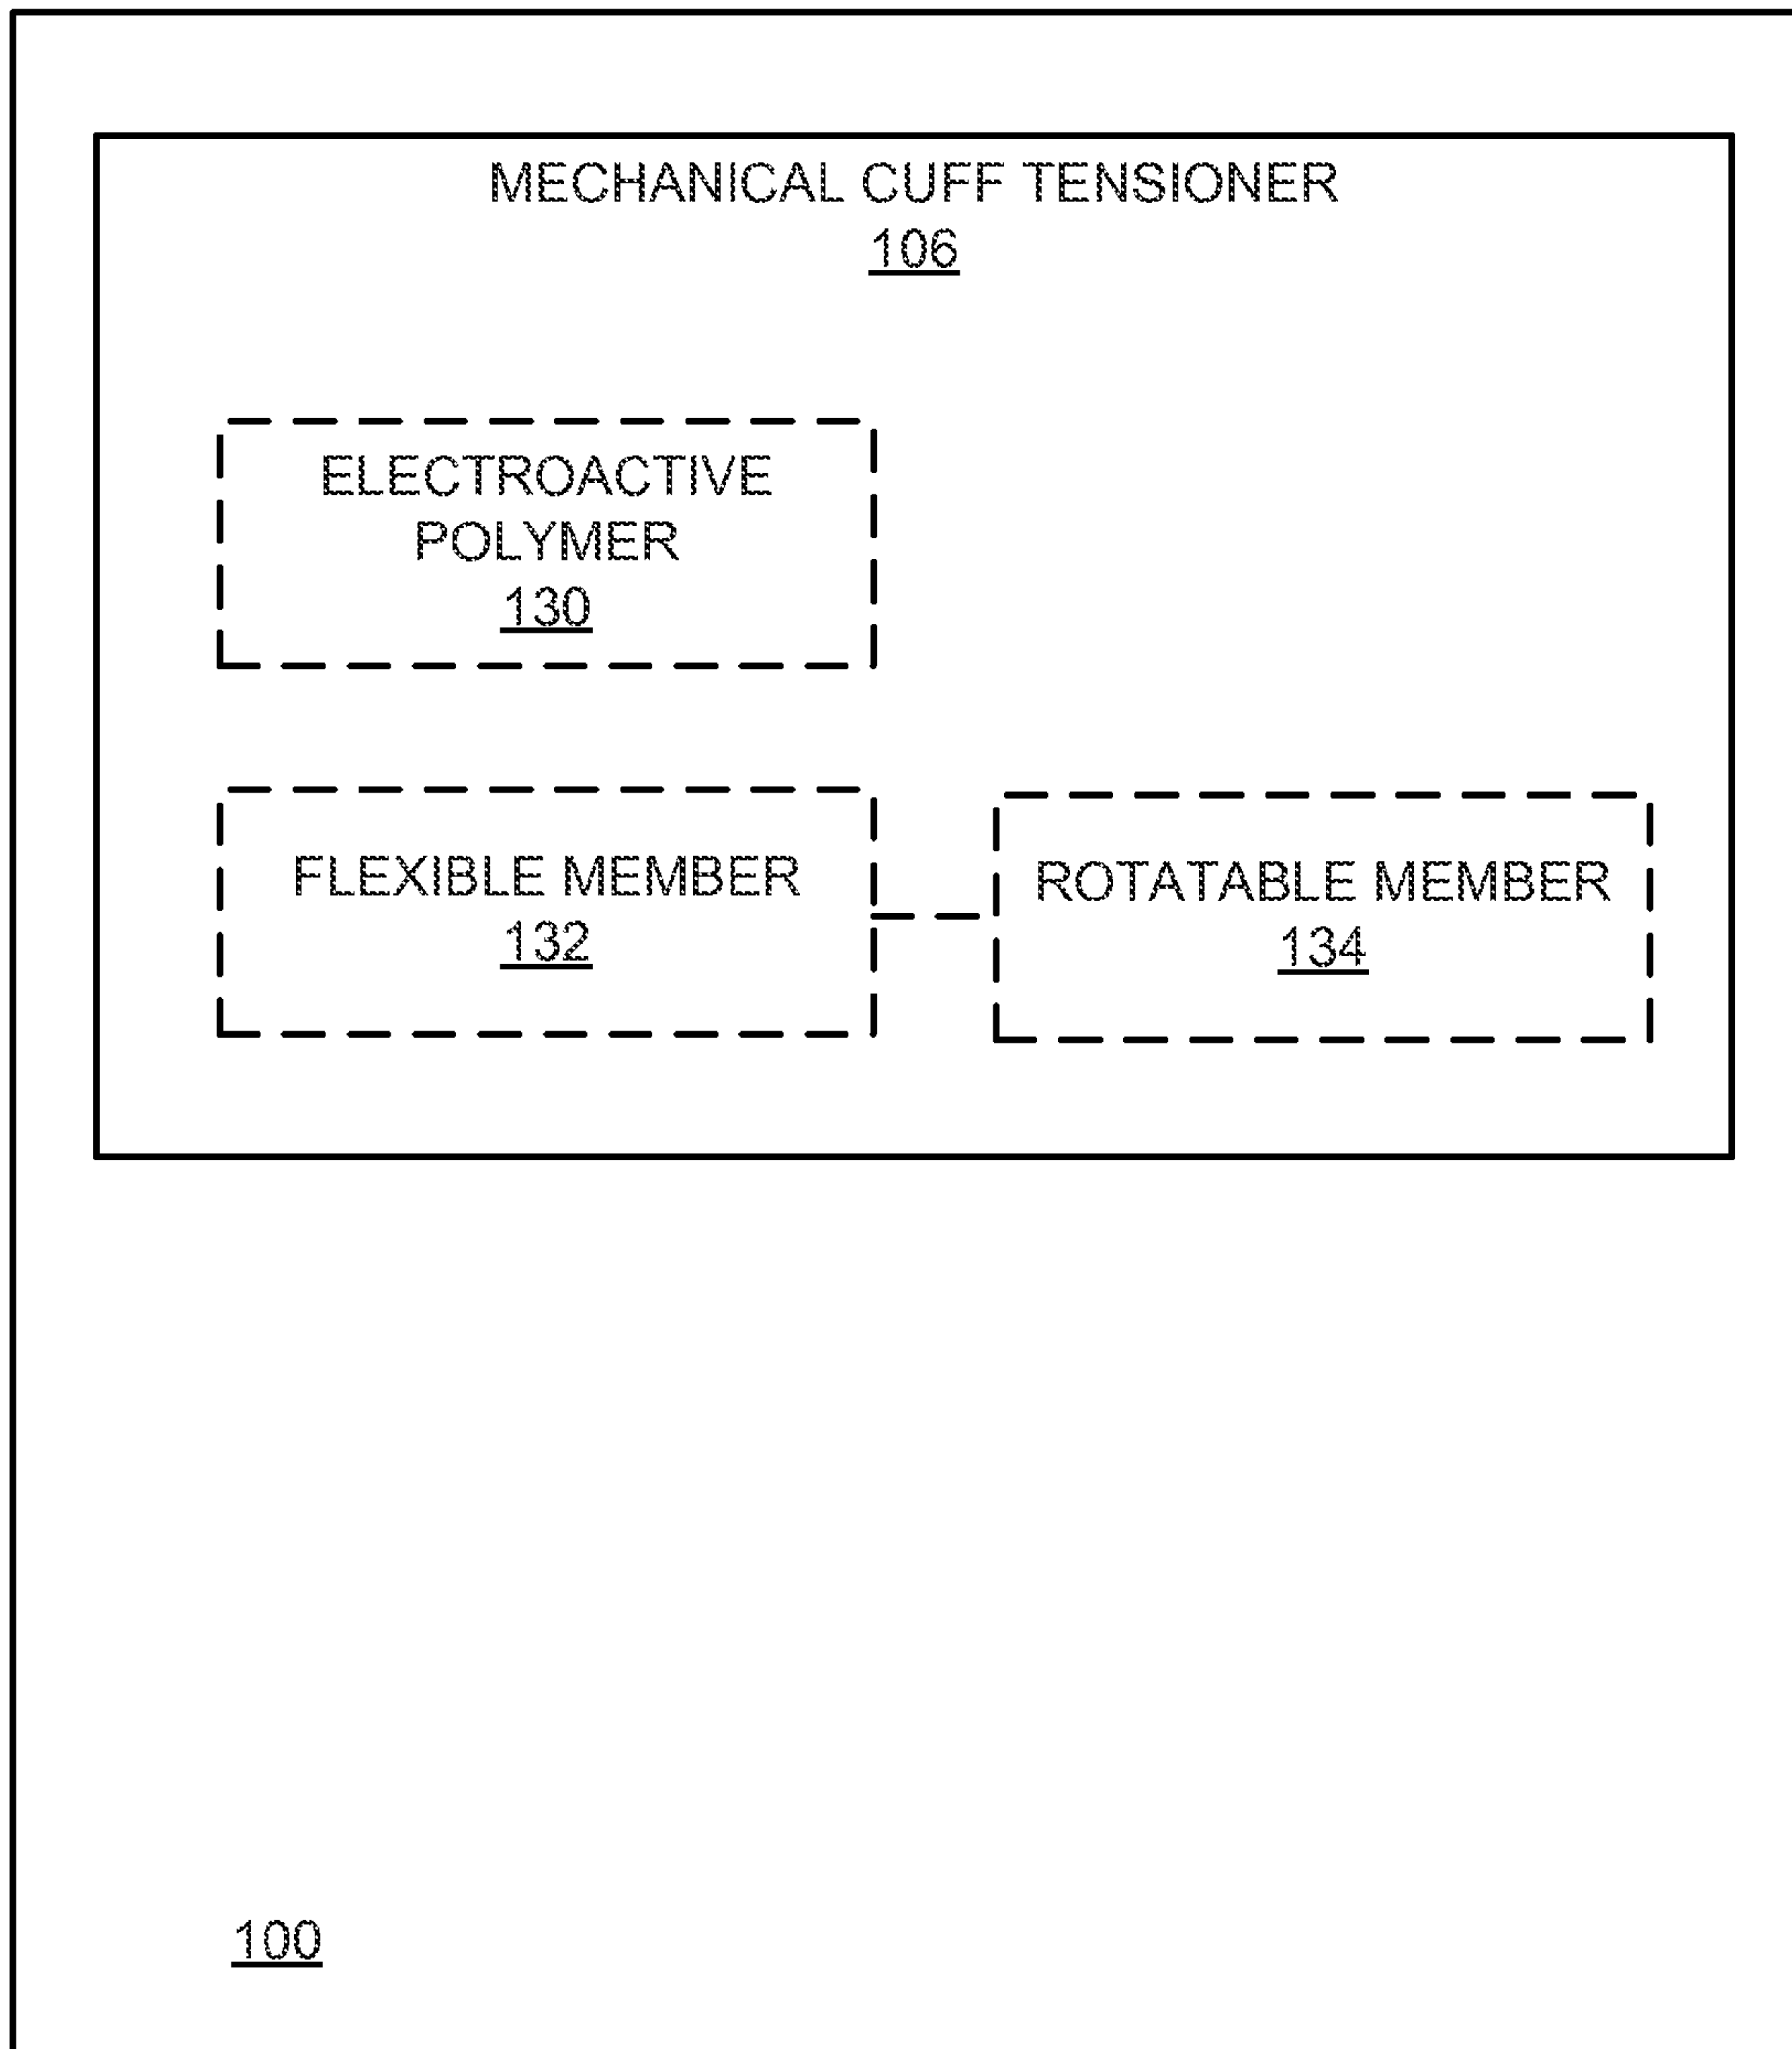 MECHANICAL CUFF TENSIONER
106
ELECTROACTIVE
POLYMER
130
FLEXIBLE MEMBER
132
ROTATABLE MEMBER
134
100